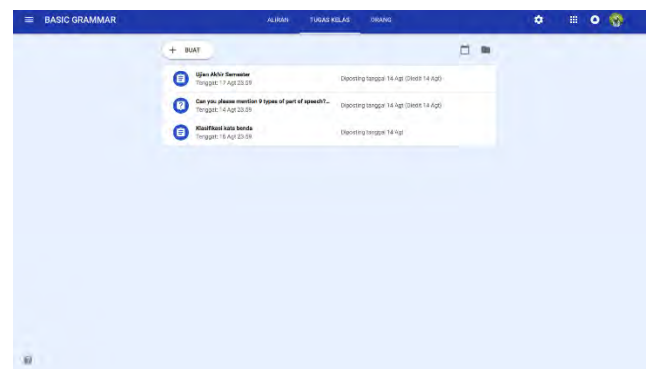 BASIC GRAMMAR
ALIRAN TUGAS KELAS ORANG
+ BUAT
Ujian Akhir Semester
Tenggat: 17 Agt 23.59
Diposting tanggal 14 Agt (Diedit 14 Agt)
Can you please mention 9 types of part of speech?...
Tenggat: 14 Agt 23.59
Diposting tanggal 14 Agt (Diedit 14 Agt)
Klasifikasi kata benda
Tenggat: 16 Agt 23.59
Diposting tanggal 14 Agt